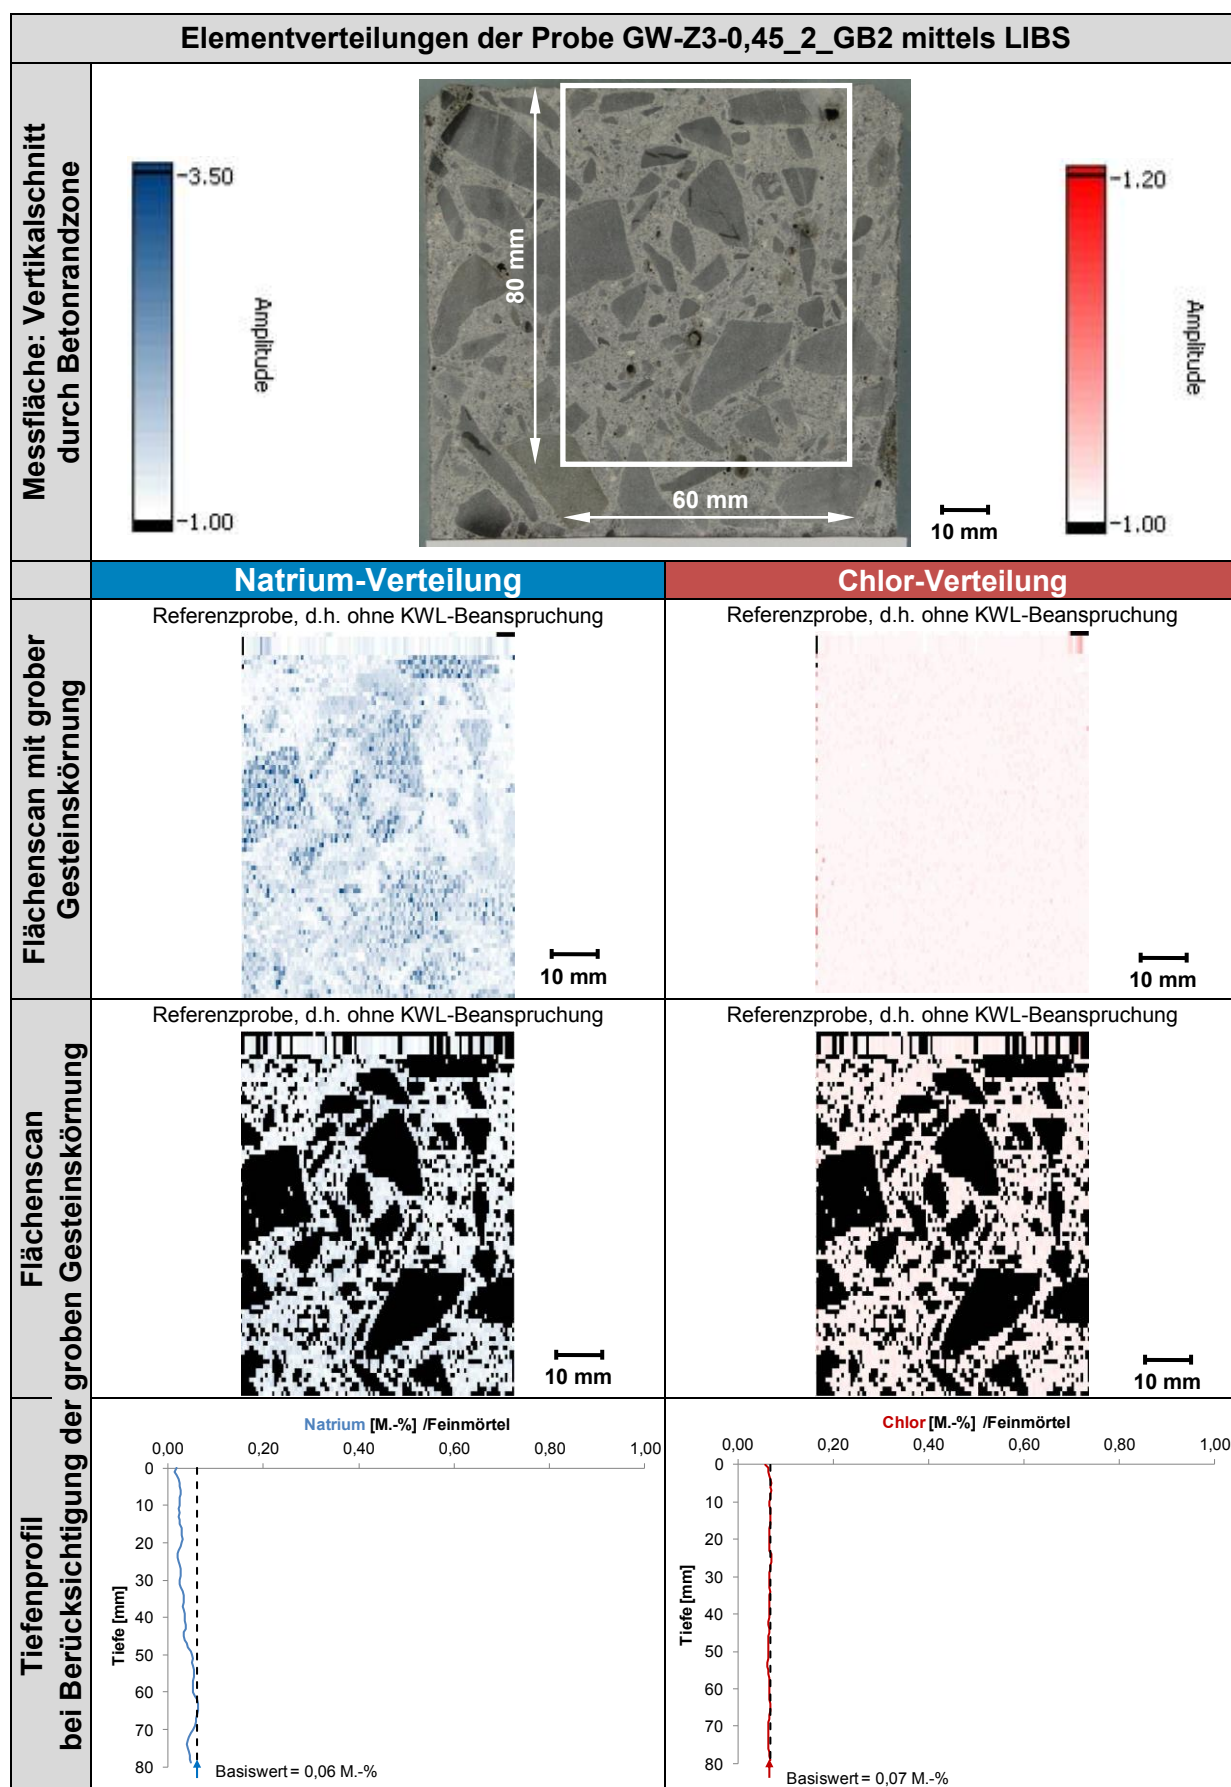 Elementverteilungen der Probe GW-Z3-0,45_2_GB2 mittels LIBS
Messfläche: Vertikalschnitt
durch Betonrandzone
3.50
1.00
Amplitude
80 mm
60 mm
10 mm
1.20
1.00
Amplitude
Natrium-Verteilung
Chlor-Verteilung
Flächenscan mit grober
Gesteinskörnung
Referenzprobe, d.h. ohne KWL-Beanspruchung
10 mm
Referenzprobe, d.h. ohne KWL-Beanspruchung
10 mm
Flächenscan
Tiefenprofil
bei Berücksichtigung der groben Gesteinskörnung
Referenzprobe, d.h. ohne KWL-Beanspruchung
10 mm
Referenzprobe, d.h. ohne KWL-Beanspruchung
10 mm
Natrium [M.-%] /Feinmörtel
0,00 0,20 0,40 0,60 0,80 1,00
Tiefe [mm]
0
10
20
30
40
50
60
70
80
Basiswert = 0,06 M.-%
Chlor [M.-%] /Feinmörtel
0,00 0,20 0,40 0,60 0,80 1,00
Tiefe [mm]
0
10
20
30
40
50
60
70
80
Basiswert = 0,07 M.-%